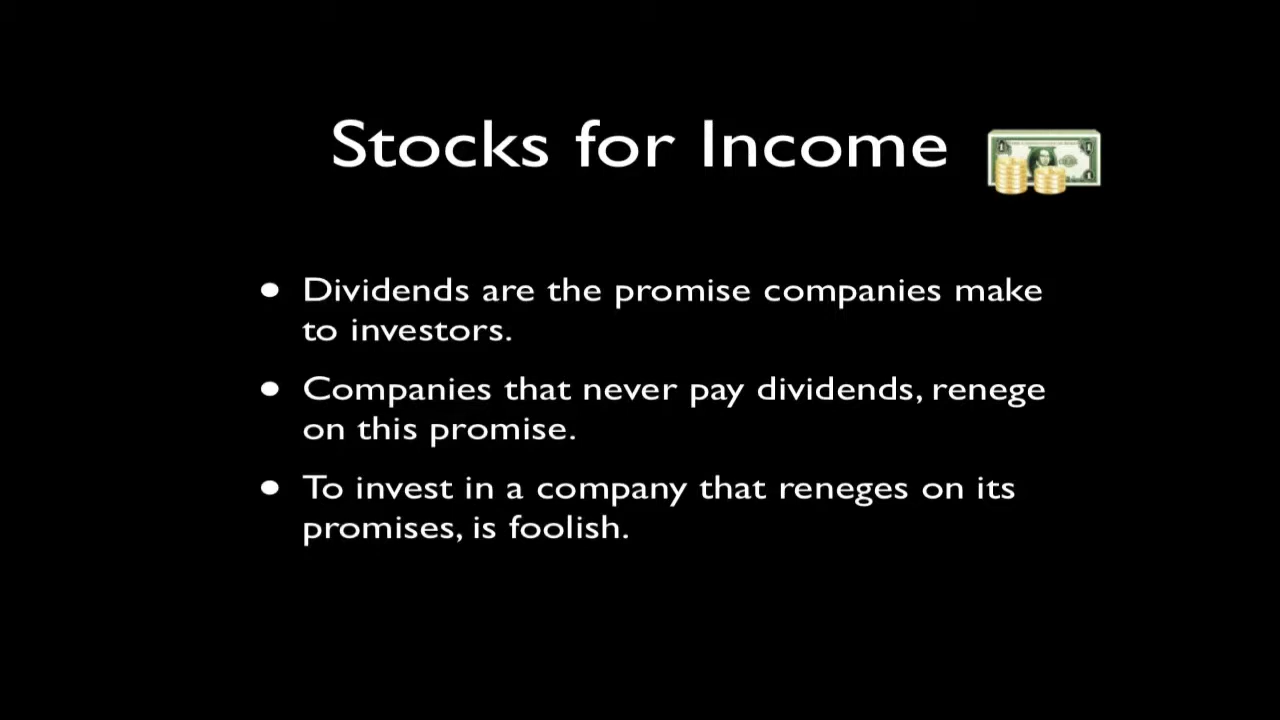 Stocks for Income
• Dividends are the promise companies make
to investors.
• Companies that never pay dividends, renege
on this promise.
• To invest in a company that reneges on its
promises, is foolish.